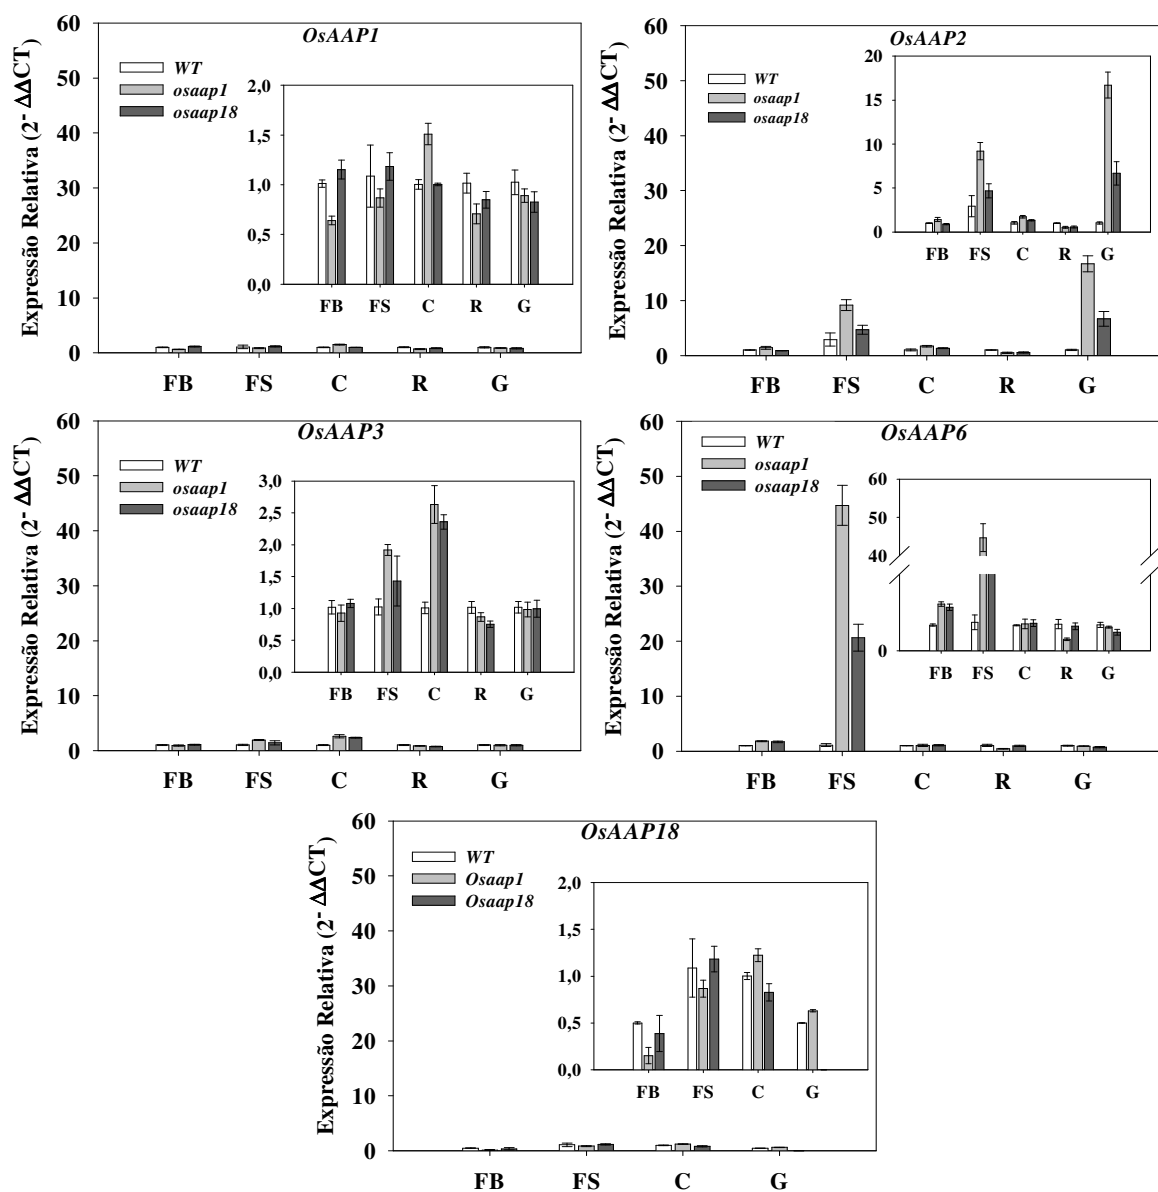 OsAAP1
Expressão Relativa (2- ΔΔCT)
60
50
40
30
20
10
0
WT
osaap1
osaap18
2,0
1,5
1,0
0,5
0,0
FB FS C R G
FB FS C R G
OsAAP2
Expressão Relativa (2- ΔΔCT)
60
50
40
30
20
10
0
WT
osaap1
osaap18
20
15
10
5
0
FB FS C R G
FB FS C R G
OsAAP3
Expressão Relativa (2- ΔΔCT)
60
50
40
30
20
10
0
WT
osaap1
osaap18
3,0
2,5
2,0
1,5
1,0
0,5
0,0
FB FS C R G
FB FS C R G
OsAAP6
Expressão Relativa (2- ΔΔCT)
60
50
40
30
20
10
0
WT
osaap1
osaap18
60
50
40
0
FB FS C R G
FB FS C R G
OsAAP18
Expressão Relativa (2- ΔΔCT)
60
50
40
30
20
10
0
WT
Osaap1
Osaap18
2,0
1,5
1,0
0,5
0,0
FB FS C G
FB FS C G